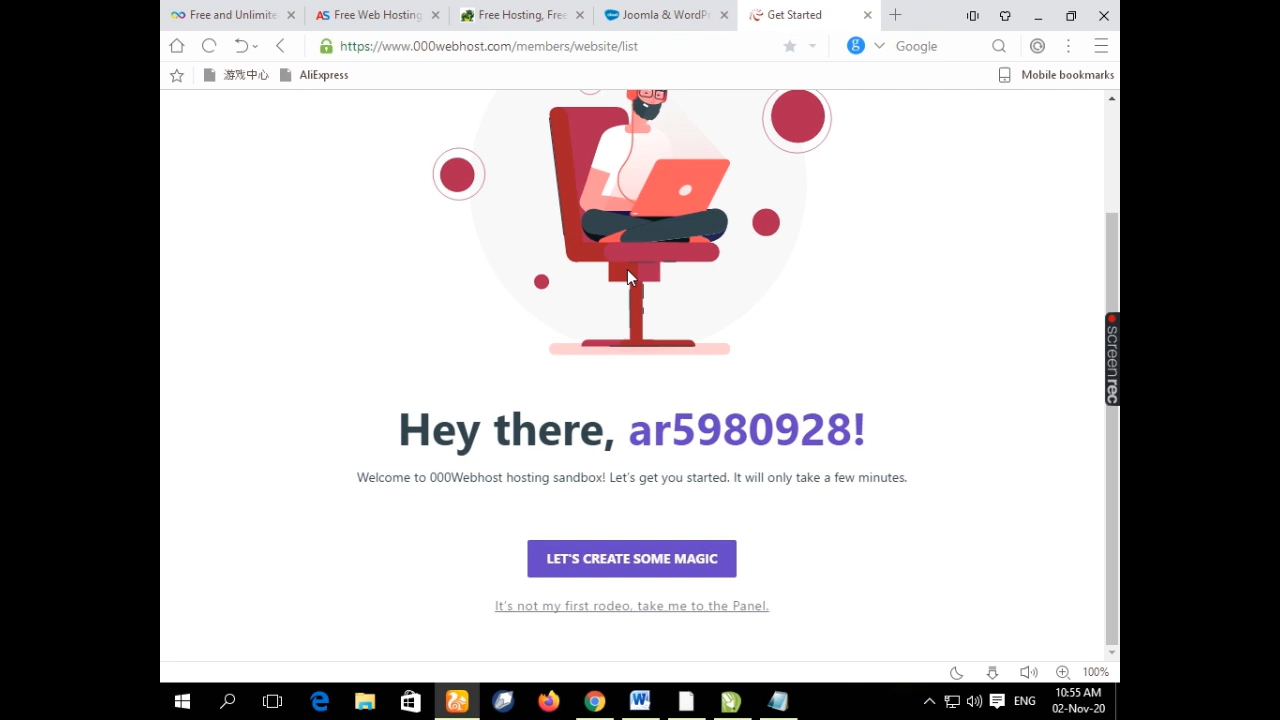 Free and Unlimite
Free Web Hosting
Free Hosting, Free
Joomla & WordPr
Get Started
https://www.000webhost.com/members/website/list
g
Google
游戏中心
AliExpress
Mobile bookmarks
screenrec
Hey there, ar5980928!
Welcome to 000Webhost hosting sandbox! Let's get you started. It will only take a few minutes.
LET'S CREATE SOME MAGIC
It's not my first rodeo, take me to the Panel.
100%
ENG
10:55 AM
02-Nov-20